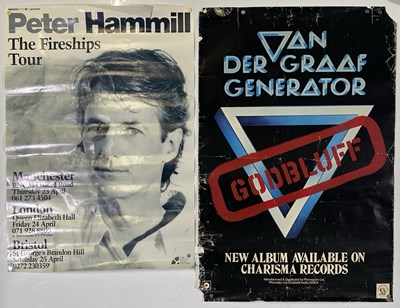 Peter Hammill
The Fireships
Tour
Manchester
Thursday 23 April
061 273 4504
London
Queen Elizabeth Hall
Friday 24 April
Bristol
St George's Brandon Hill
Saturday 25 April
0272 230359
VAN
DER GRAAF
GENERATOR
GODBLUFF
NEW ALBUM AVAILABLE ON
CHARISMA RECORDS